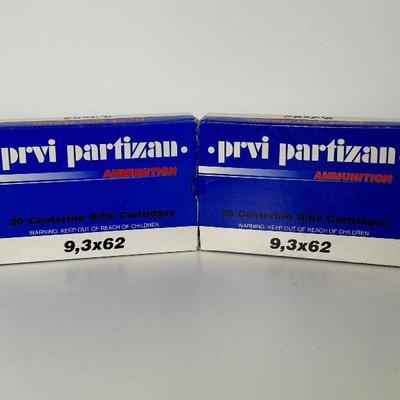 prvi partizan.
AMMUNITION
20 Centerfire Rifle Cartridges
WARNING: KEEP OUT OF REACH OF CHILDREN
9,3x62
·prvi partizan·
AMMUNITION
20 Centerfire Rifle Cartridges
WARNING: KEEP OUT OF REACH OF CHILDREN
9,3x62